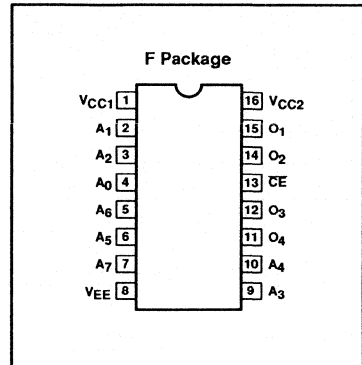 F Package
VCC1 1 16 VCC2
A1 2 15 O1
A2 3 14 O2
A0 4 13 C̅E̅
A6 5 12 O3
A5 6 11 O4
A7 7 10 A4
VEE 8 9 A3